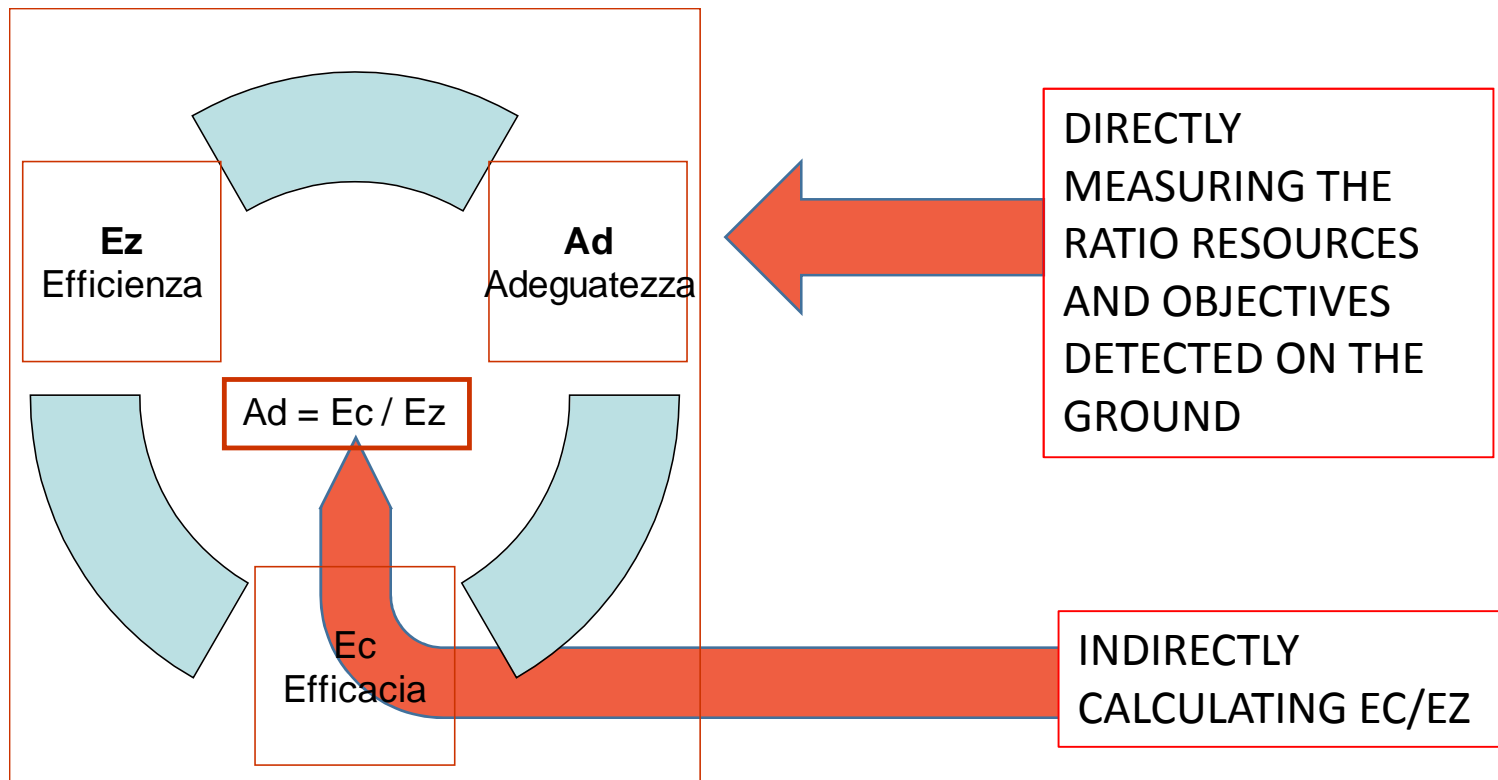 Ez
Efficienza
Ad
Adeguatezza
Ad = Ec / Ez
Ec
Efficacia
DIRECTLY
MEASURING THE
RATIO RESOURCES
AND OBJECTIVES
DETECTED ON THE
GROUND
INDIRECTLY
CALCULATING EC/EZ